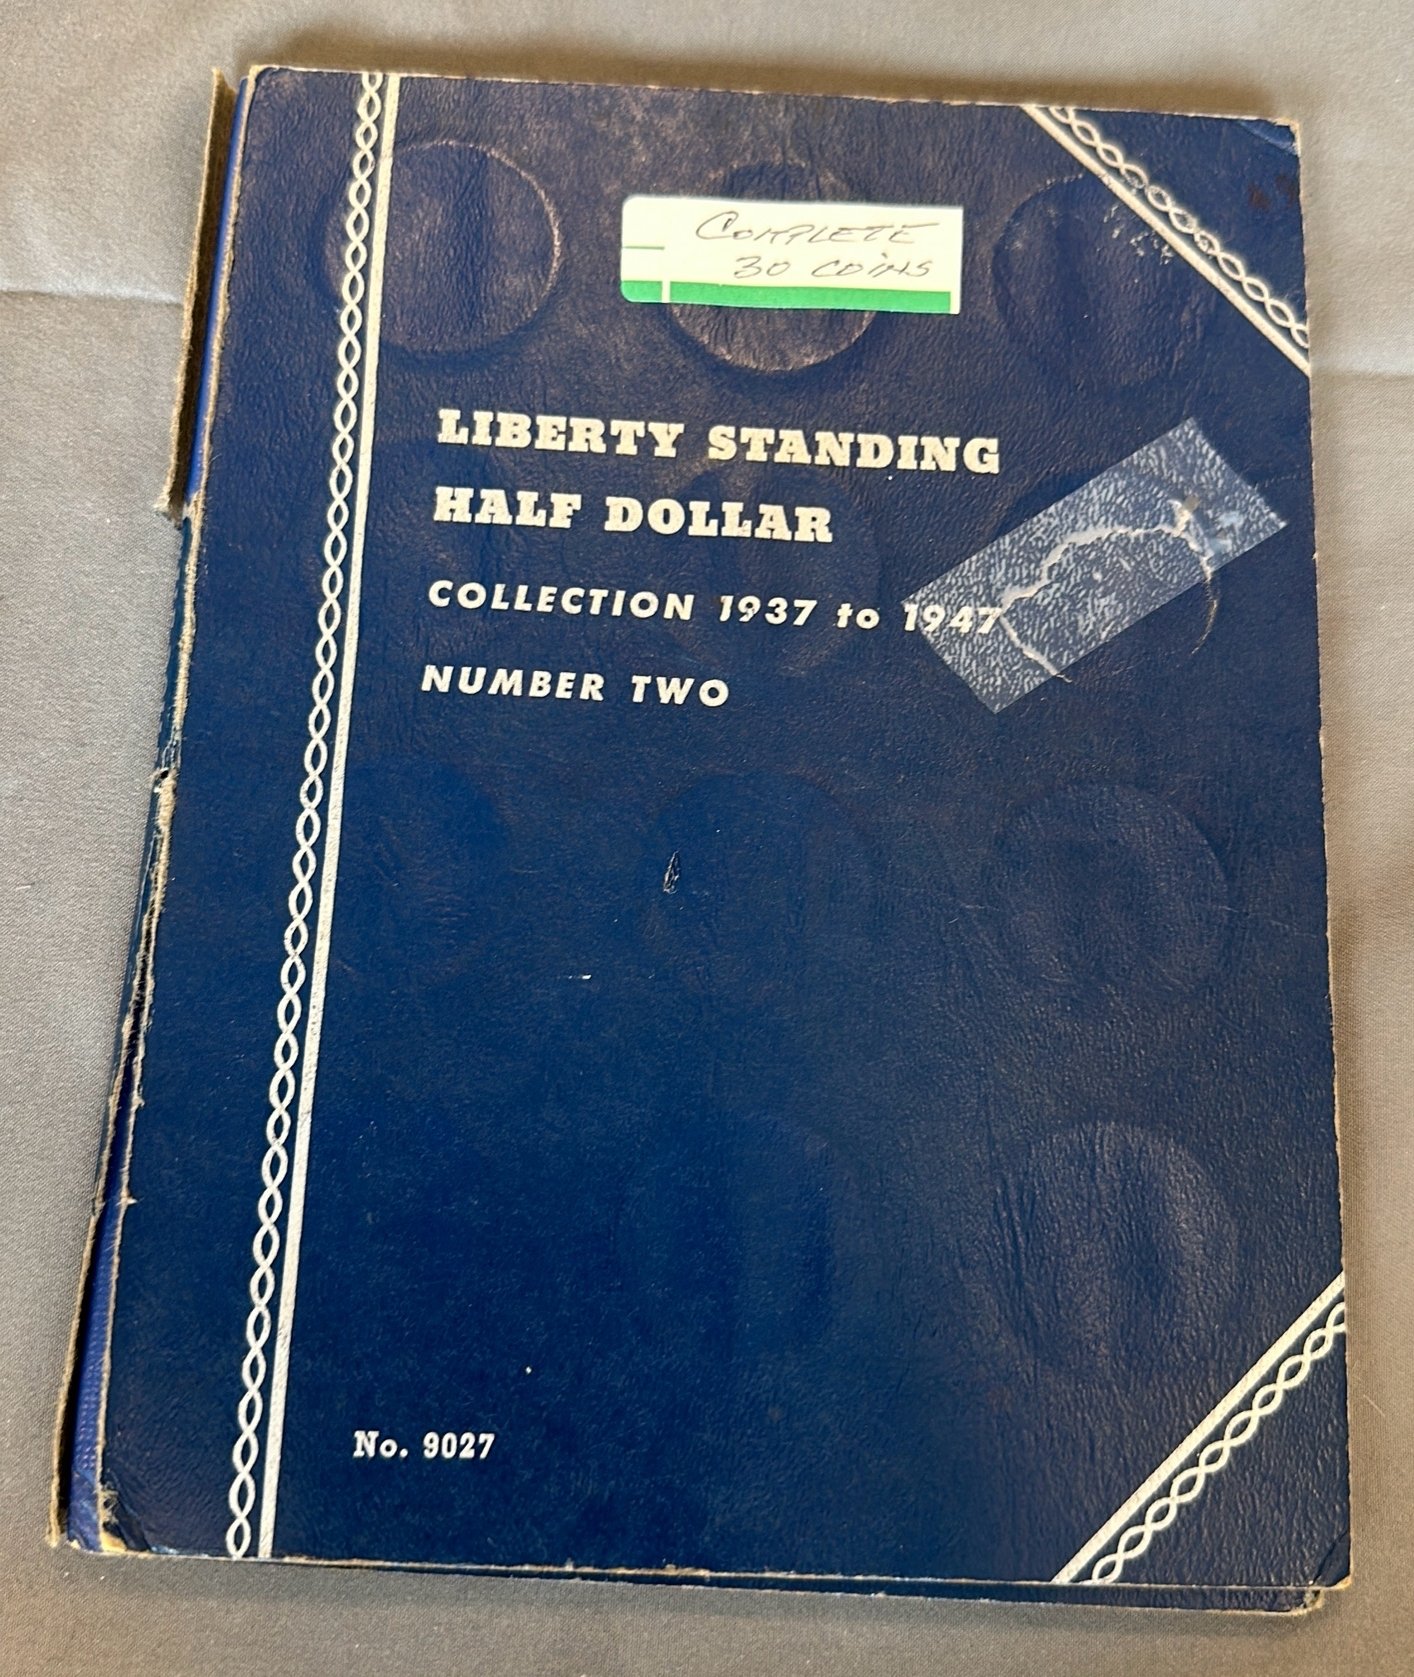 COMPLETE
30 COINS
LIBERTY STANDING
HALF DOLLAR
COLLECTION 1937 to 1947
NUMBER TWO
No. 9027